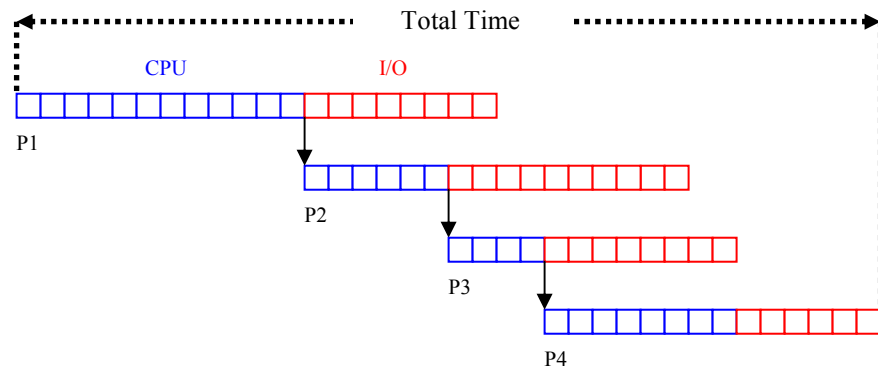 Total Time
CPU I/O
P1
P2
P3
P4